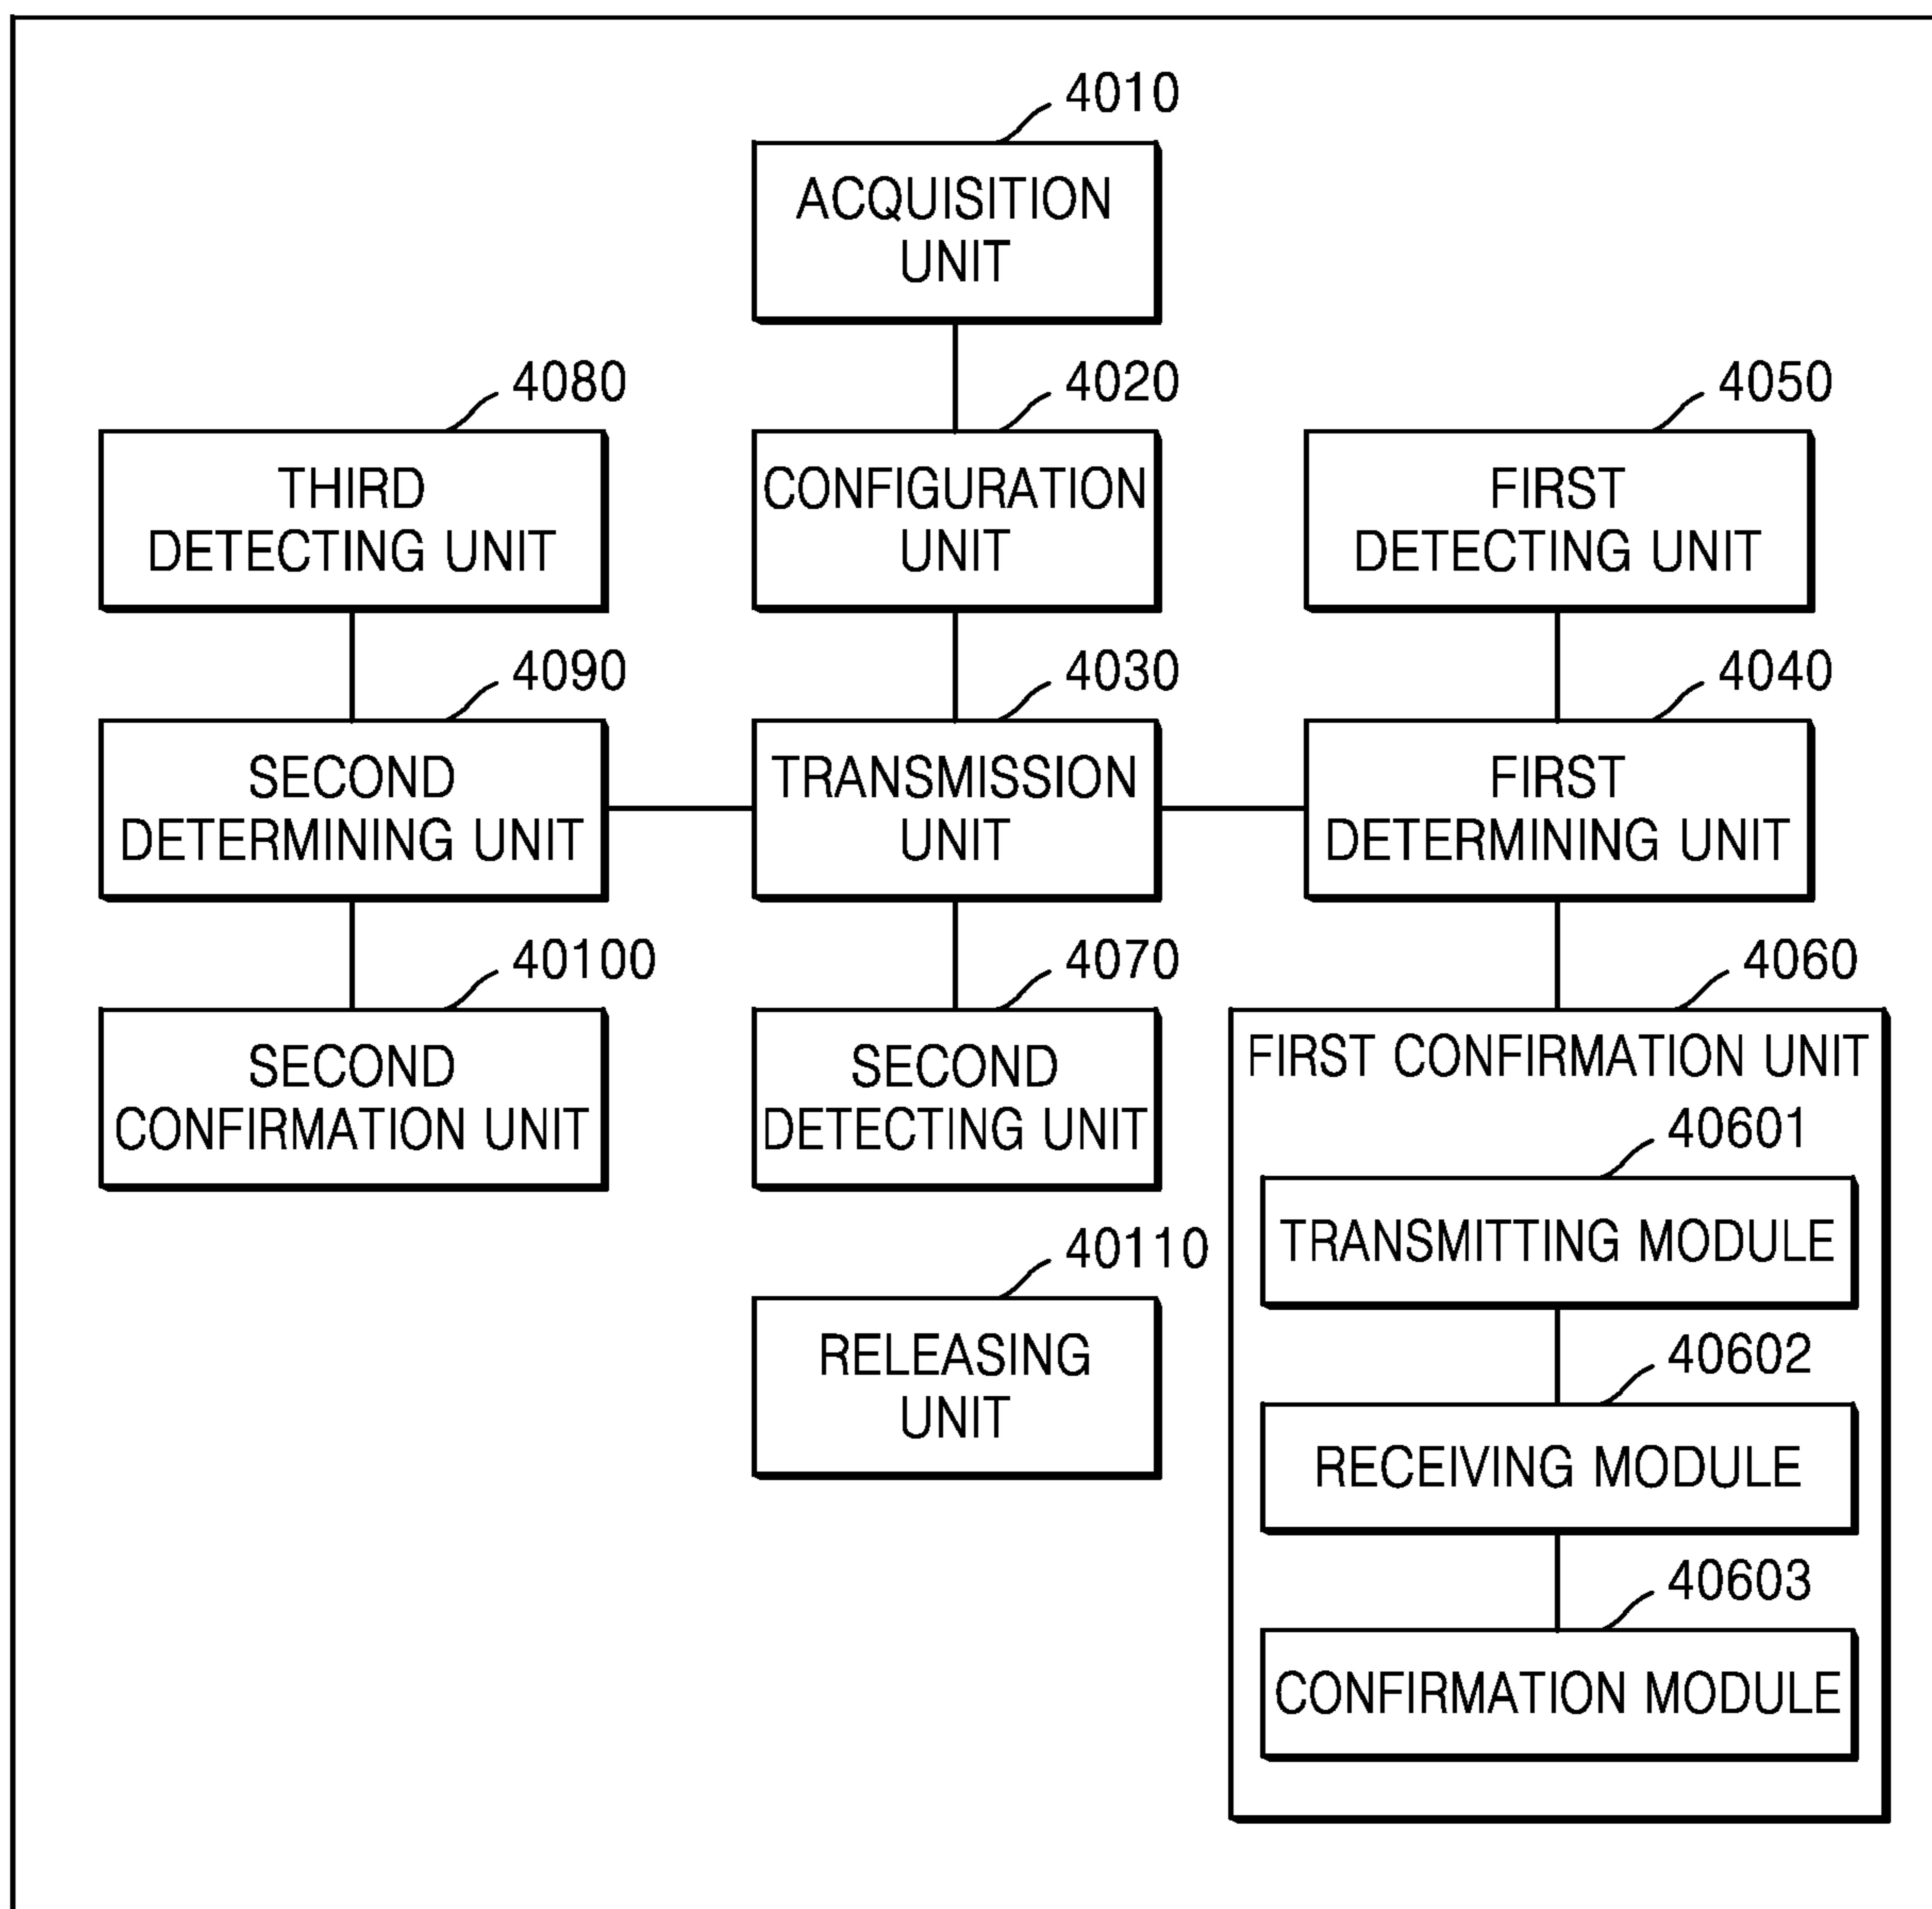 4010
ACQUISITION
UNIT
4080
4020
4050
THIRD
DETECTING UNIT
CONFIGURATION
UNIT
FIRST
DETECTING UNIT
4090
4030
4040
SECOND
DETERMINING UNIT
TRANSMISSION
UNIT
FIRST
DETERMINING UNIT
40100
4070
4060
SECOND
CONFIRMATION UNIT
SECOND
DETECTING UNIT
FIRST CONFIRMATION UNIT
40601
TRANSMITTING MODULE
40110
RELEASING
UNIT
40602
RECEIVING MODULE
40603
CONFIRMATION MODULE